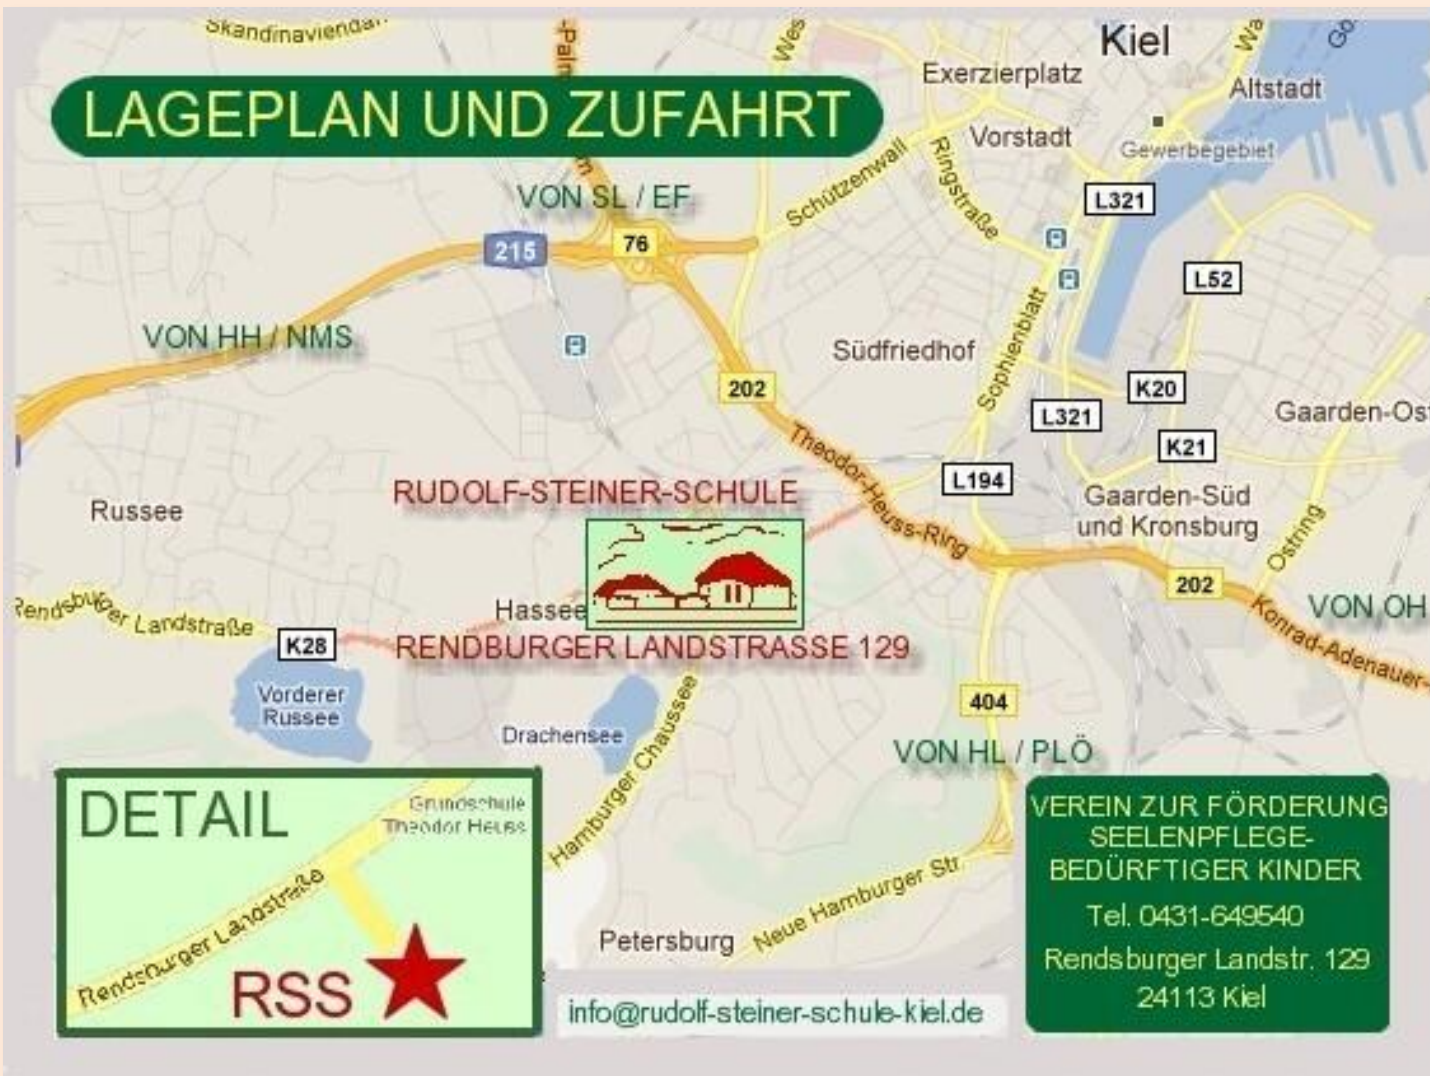 Skandinaviendan
-Palm
Wes
Kiel
Wa
Exerzierplatz
Altstadt
LAGEPLAN UND ZUFAHRT
Vorstadt
Gewerbegebiet
Schützenwall
Ringstraße
VON SL / EF
L321
215
76
L52
VON HH / NMS
Südfriedhof
Sophienblatt
202
K20
L321
Gaarden-Ost
K21
Theodor-Heuss-Ring
L194
RUDOLF-STEINER-SCHULE
Gaarden-Süd
und Kronsburg
Russee
Ostring
202
VON OH
Konrad-Adenauer-
Rendsburger Landstraße
Hassee
K28
RENDBURGER LANDSTRASSE 129
Vorderer
Russee
Drachensee
404
Hamburger Chaussee
VON HL / PLÖ
DETAIL
Grundschule
Theodor Heuss
Rendsburger Landstraße
RSS
Neue Hamburger Str
Petersburg
info@rudolf-steiner-schule-kiel.de
VEREIN ZUR FÖRDERUNG
SEELENPFLEGE-
BEDÜRFTIGER KINDER
Tel. 0431-649540
Rendsburger Landstr. 129
24113 Kiel